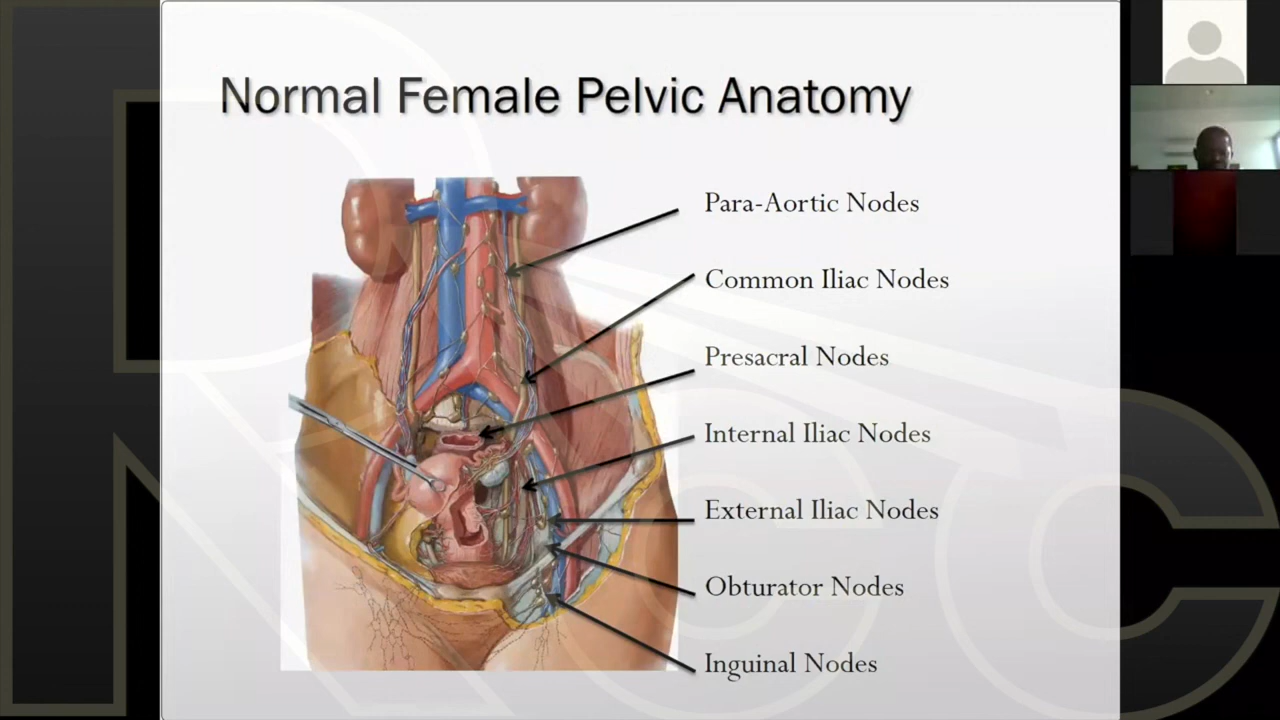 Normal Female Pelvic Anatomy
Para-Aortic Nodes
Common Iliac Nodes
Presacral Nodes
Internal Iliac Nodes
External Iliac Nodes
Obturator Nodes
Inguinal Nodes